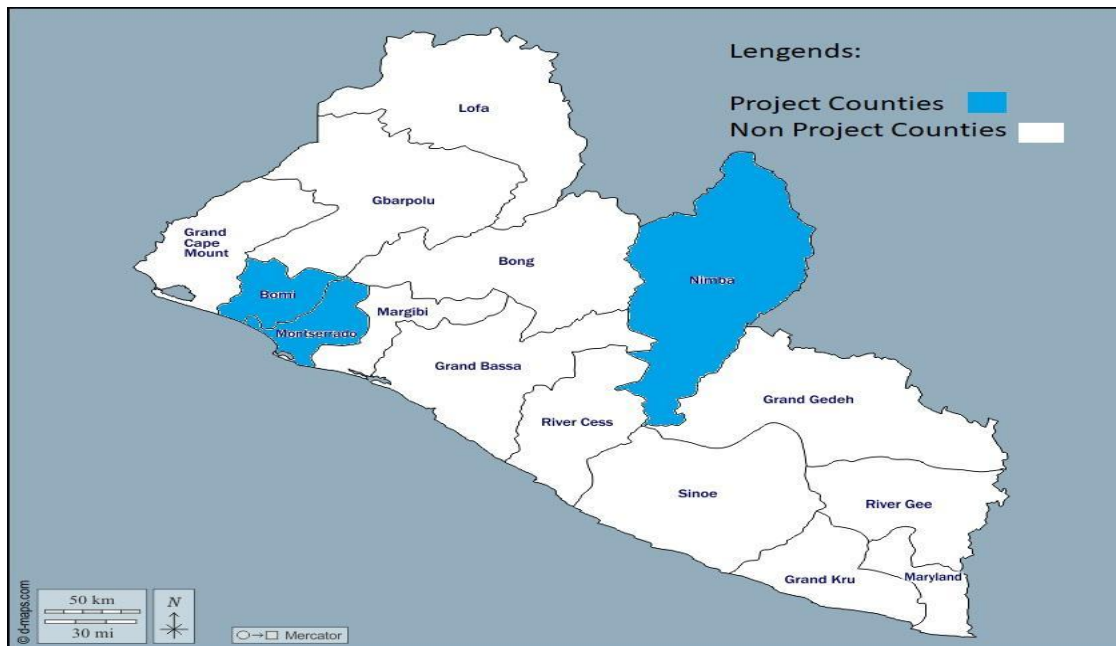 Lengends:
Project Counties
Non Project Counties
Lofa
Gbarpolu
Grand
Cape
Mount
Bong
Nimba
Bomi
Margibi
Montserrado
Grand Bassa
River Cess
Grand Gedeh
Sinoe
River Gee
Grand Kru
Maryland
© d-maps.com
50 km
30 mi
N
Mercator